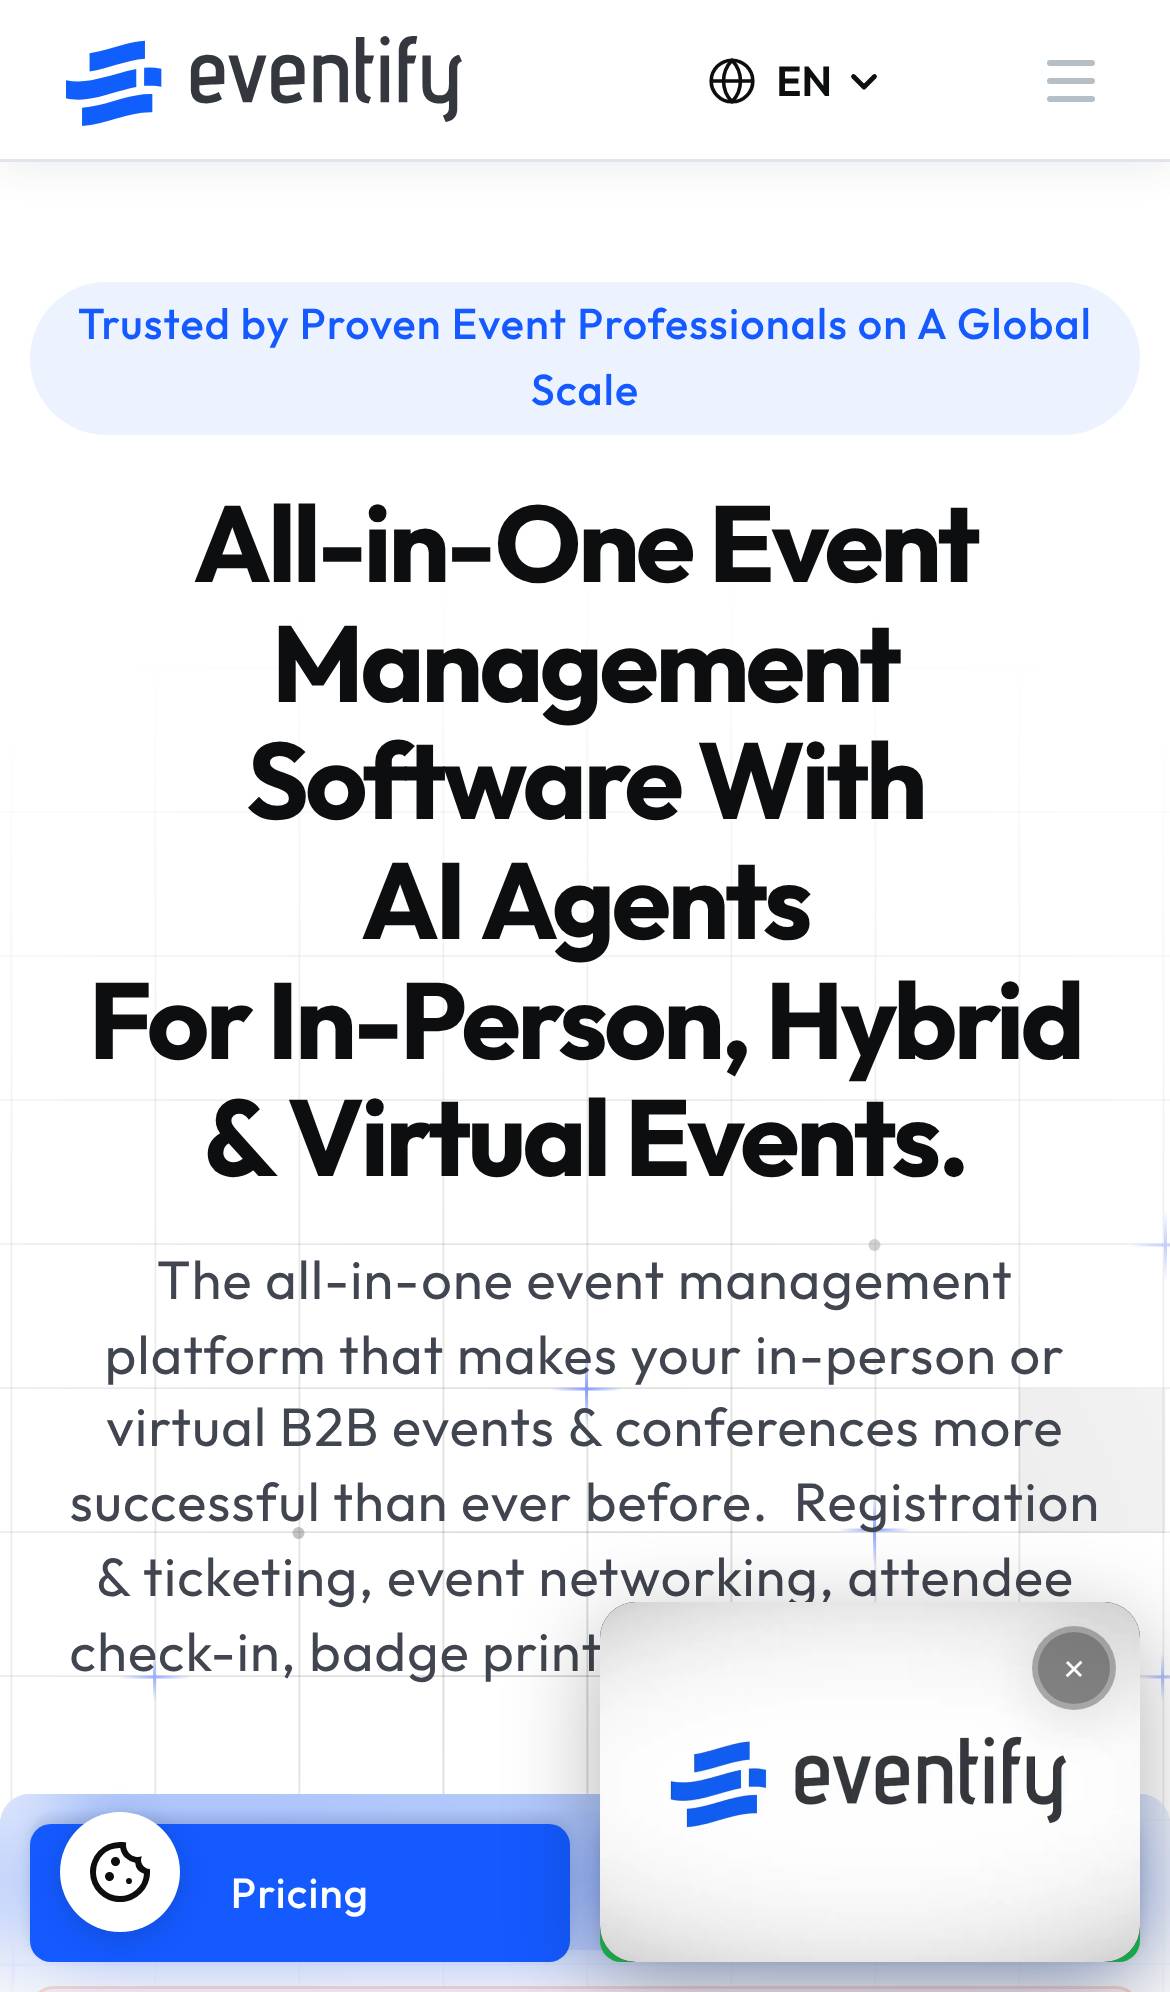 eventify
EN
Trusted by Proven Event Professionals on A Global
Scale
All-in-One Event
Management
Software With
AI Agents
For In-Person, Hybrid
& Virtual Events.
The all-in-one event management
platform that makes your in-person or
virtual B2B events & conferences more
successful than ever before. Registration
& ticketing, event networking, attendee
check-in, badge print
eventify
Pricing